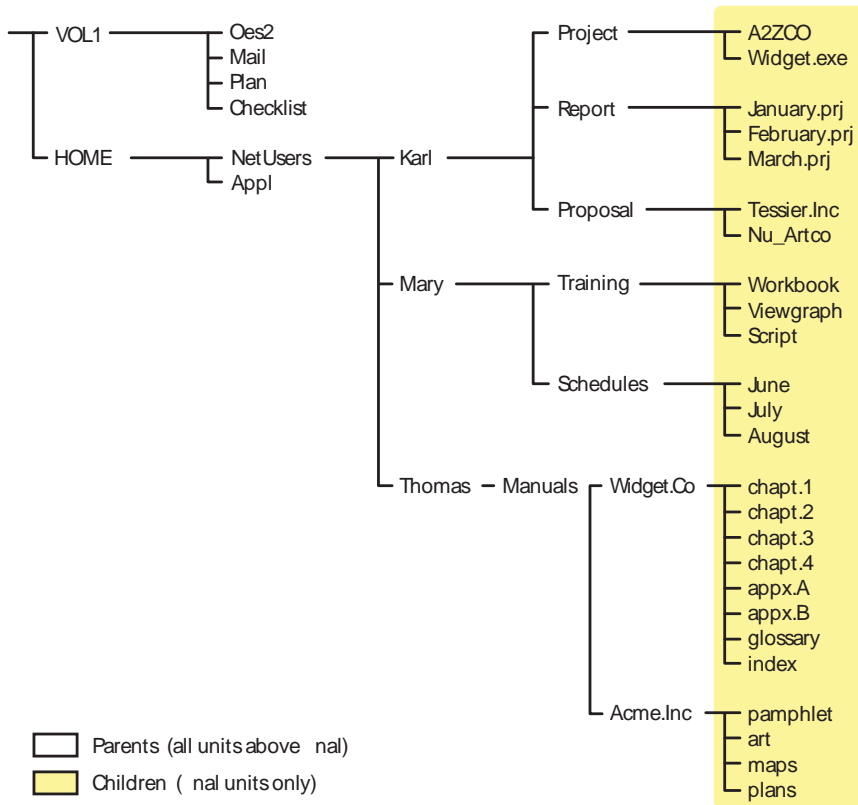 VOL1
Oes2
Mail
Plan
Checklist
HOME
NetUsers
Appl
Karl
Project
A2ZCO
Widget.exe
Report
January.prj
February.prj
March.prj
Proposal
Tessier.Inc
Nu_Artco
Mary
Training
Workbook
Viewgraph
Script
Schedules
June
July
August
Thomas
Manuals
Widget.Co
chapt.1
chapt.2
chapt.3
chapt.4
appx.A
appx.B
glossary
index
Acme.Inc
pamphlet
art
maps
plans
Parents (all units above nal)
Children ( nal units only)